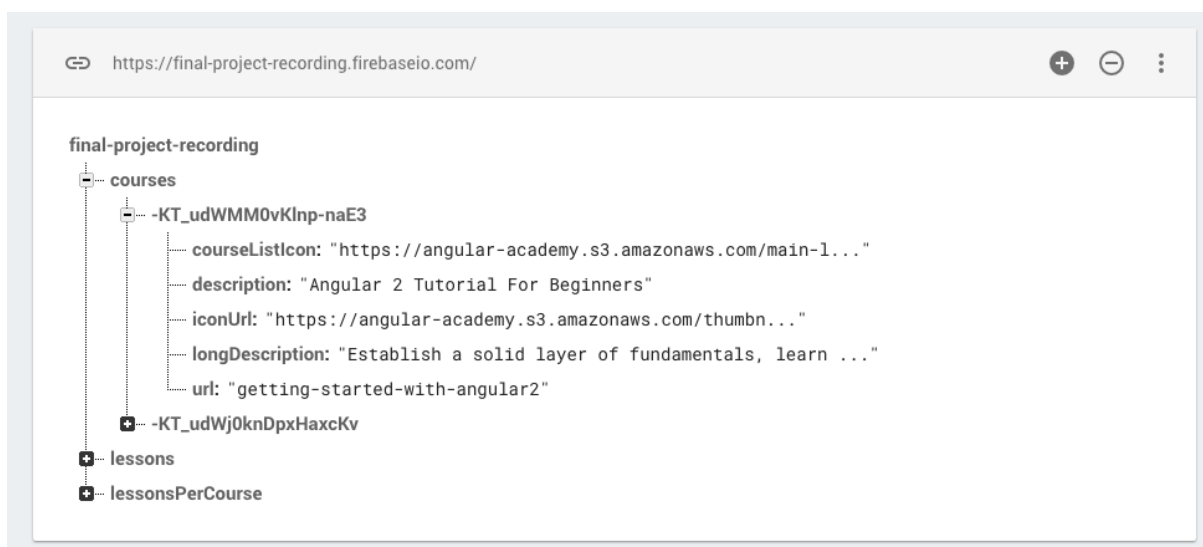 https://final-project-recording.firebaseio.com/
final-project-recording
courses
-KT_udWMM0vKlnp-naE3
courseListIcon: "https://angular-academy.s3.amazonaws.com/main-l..."
description: "Angular 2 Tutorial For Beginners"
iconUrl: "https://angular-academy.s3.amazonaws.com/thumbn..."
longDescription: "Establish a solid layer of fundamentals, learn ..."
url: "getting-started-with-angular2"
-KT_udWj0knDpxHaxcKv
lessons
lessonsPerCourse